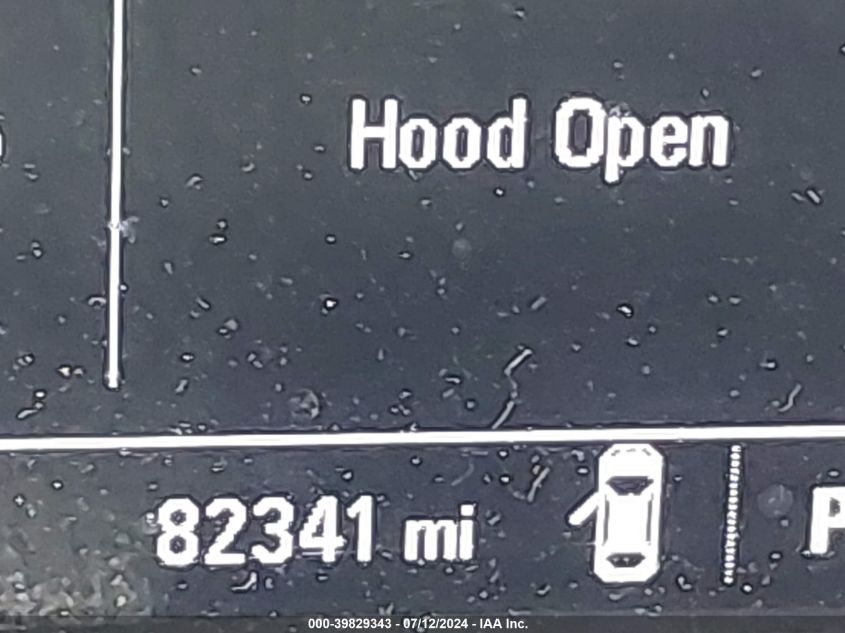 Hood Open
82341 mi
P
000-39829343 - 07/12/2024 - IAA Inc.